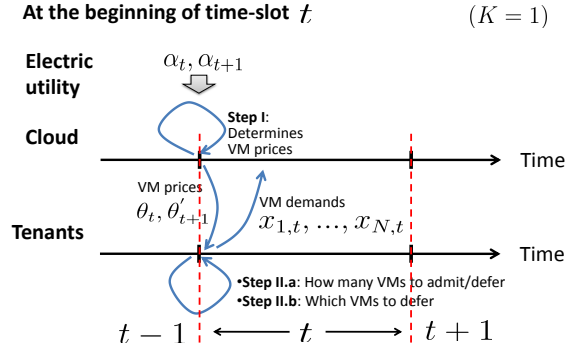 At the beginning of time-slot t (K = 1)
Electric utility
α_t, α_{t+1}
Step I:
Determines
VM prices
Cloud
Time
VM prices
θ_t, θ'_{t+1}
VM demands
x_{1,t}, ..., x_{N,t}
Tenants
Time
•Step II.a: How many VMs to admit/defer
•Step II.b: Which VMs to defer
t − 1 t t + 1